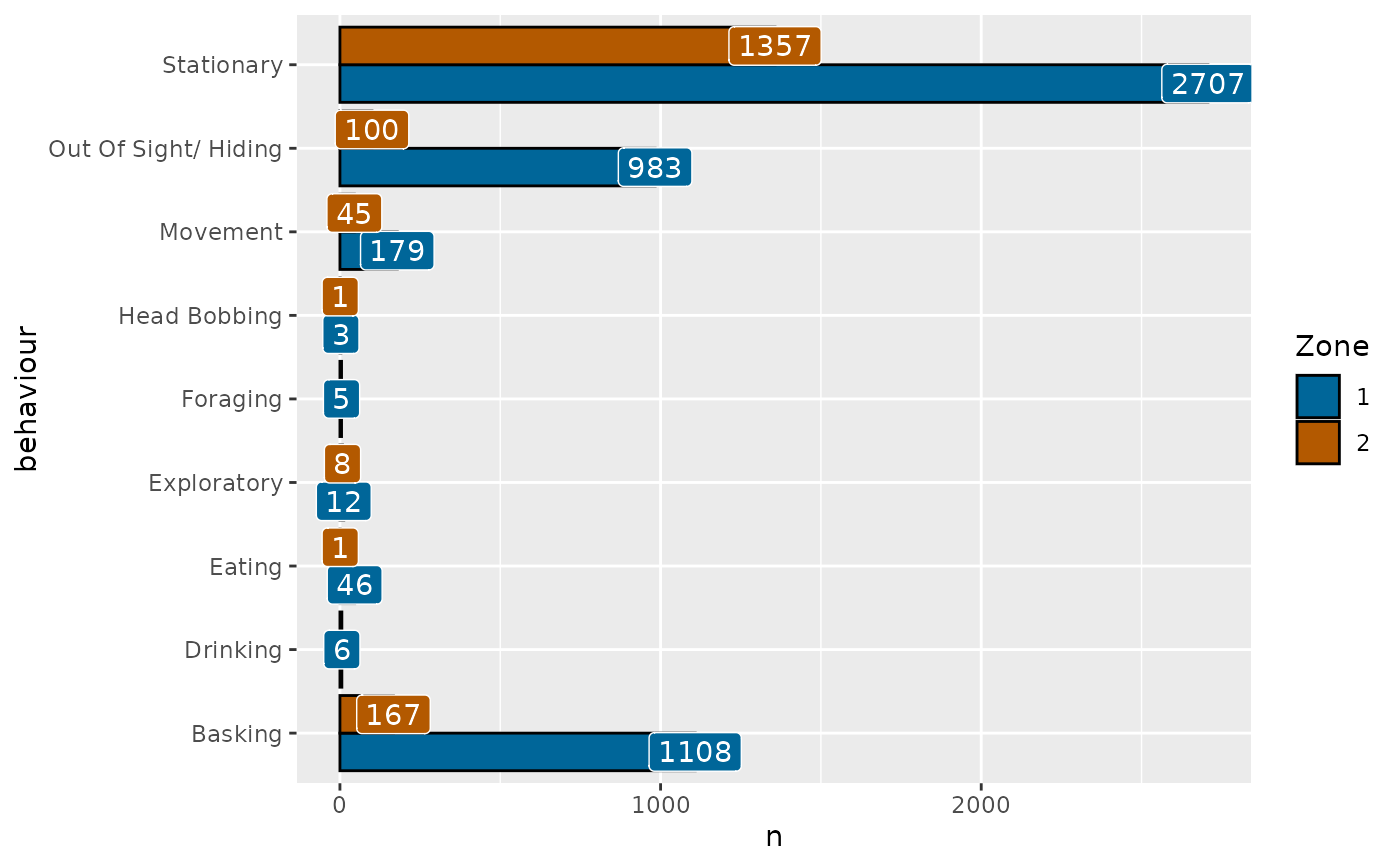 Stationary
1357
2707
Out Of Sight/ Hiding
100
983
Movement
45
179
Head Bobbing
1
3
Foraging
5
Exploratory
8
12
Eating
1
46
Drinking
6
Basking
167
1108
0 1000 2000
n
behaviour
Zone
1
2